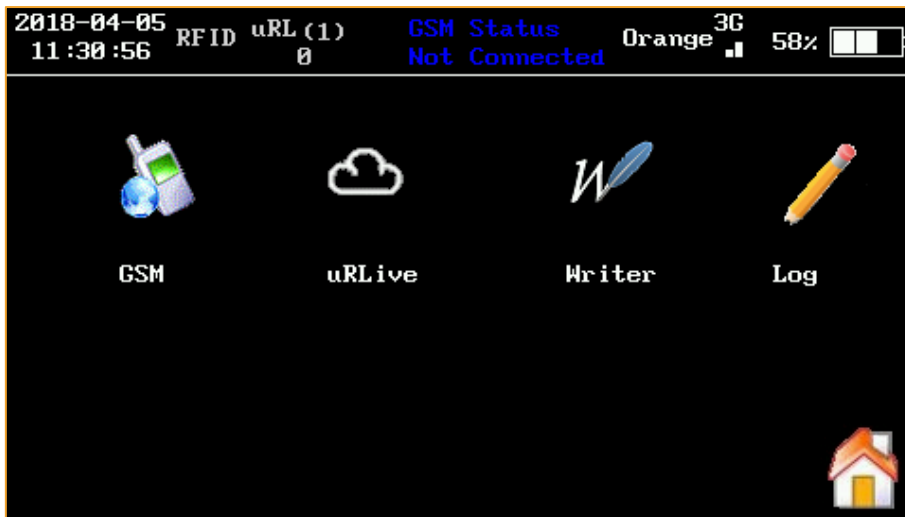 2018-04-05 RFID uRL(1) GSM Status Orange 3G 58%
11:30:56 0 Not Connected
W
GSM uRLive Writer Log